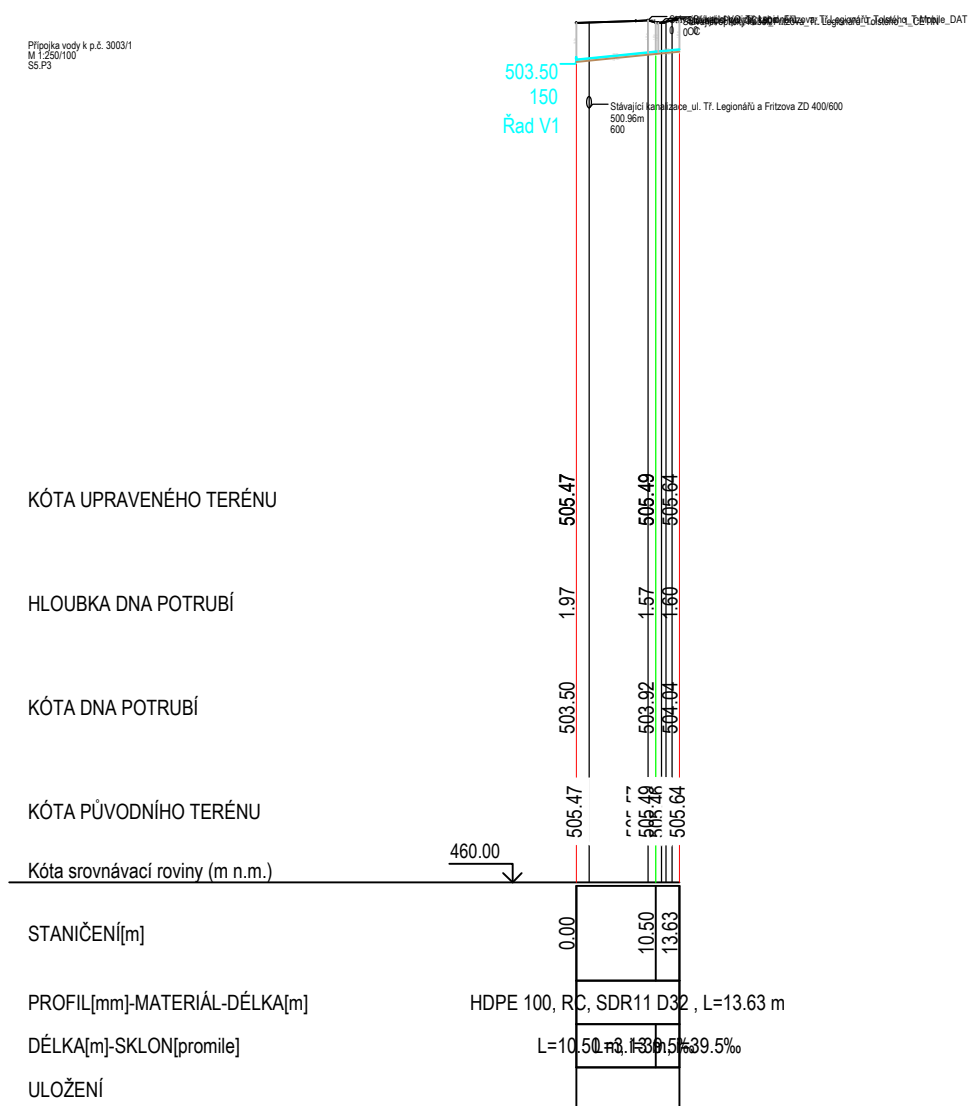 Přípojka vody k p.č. 3003/1
M 1:250/100
S5.P3
503.50
150
Řad V1
Stávající kanalizace_ul. Tř. Legionářů a Fritzova ZD 400/600
500.96m
600
KÓTA UPRAVENÉHO TERÉNU
505.47
505.49
505.64
HLOUBKA DNA POTRUBÍ
1.97
1.57
1.60
KÓTA DNA POTRUBÍ
503.50
503.92
504.04
KÓTA PŮVODNÍHO TERÉNU
505.47
505.49
505.64
460.00
Kóta srovnávací roviny (m n.m.)
STANIČENÍ[m]
0.00
10.50
13.63
PROFIL[mm]-MATERIÁL-DÉLKA[m]
HDPE 100, RC, SDR11 D32 , L=13.63 m
DÉLKA[m]-SKLON[promile]
L=10.50 39.5‰
ULOŽENÍ